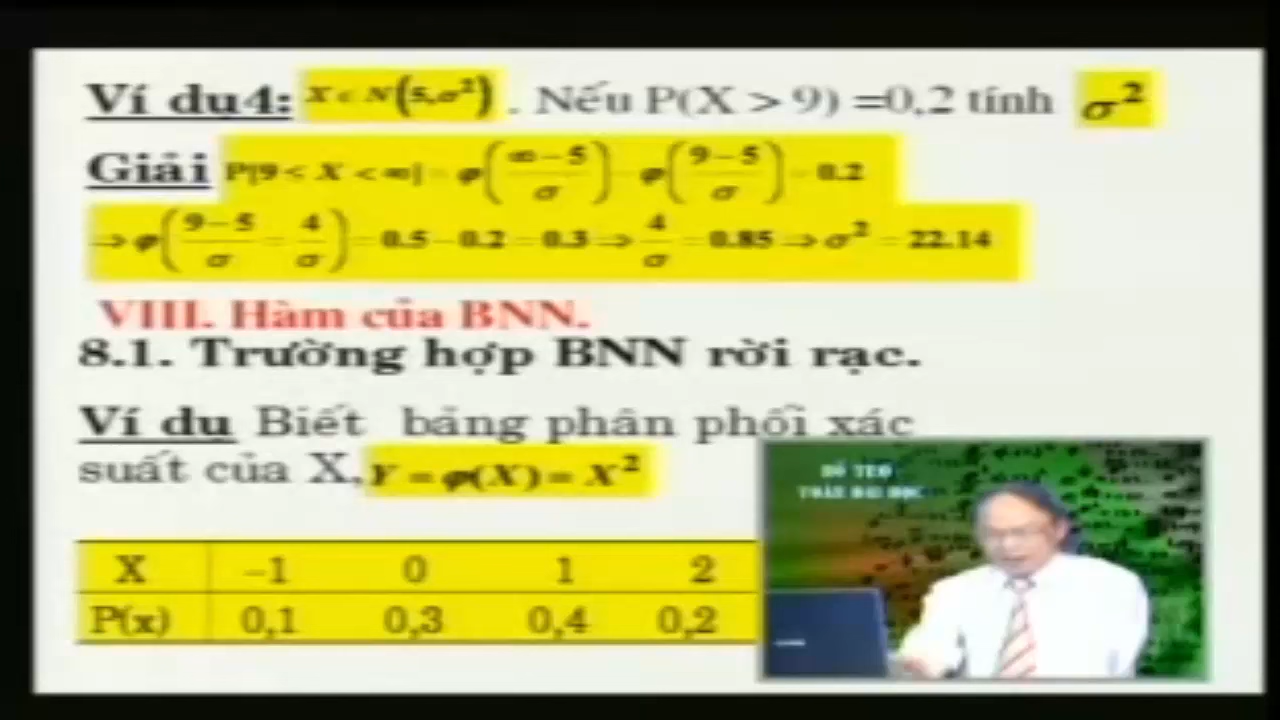 Ví dụ4: X ∈ N(5,σ²) . Nếu P(X > 9) =0,2 tính σ²
Giải P[9 < X < ∞] = φ((∞−5)/σ) − φ((9−5)/σ) = 0.2
→ φ((9−5)/σ = 4/σ) = 0.5 − 0.2 = 0.3 → 4/σ = 0.85 → σ² = 22.14
VIII. Hàm của BNN.
8.1. Trường hợp BNN rời rạc.
Ví dụ Biết bảng phân phối xác
suất của X, Y = φ(X) = X²
X −1 0 1 2
P(x) 0,1 0,3 0,4 0,2
TOÁN ĐẠI HỌC